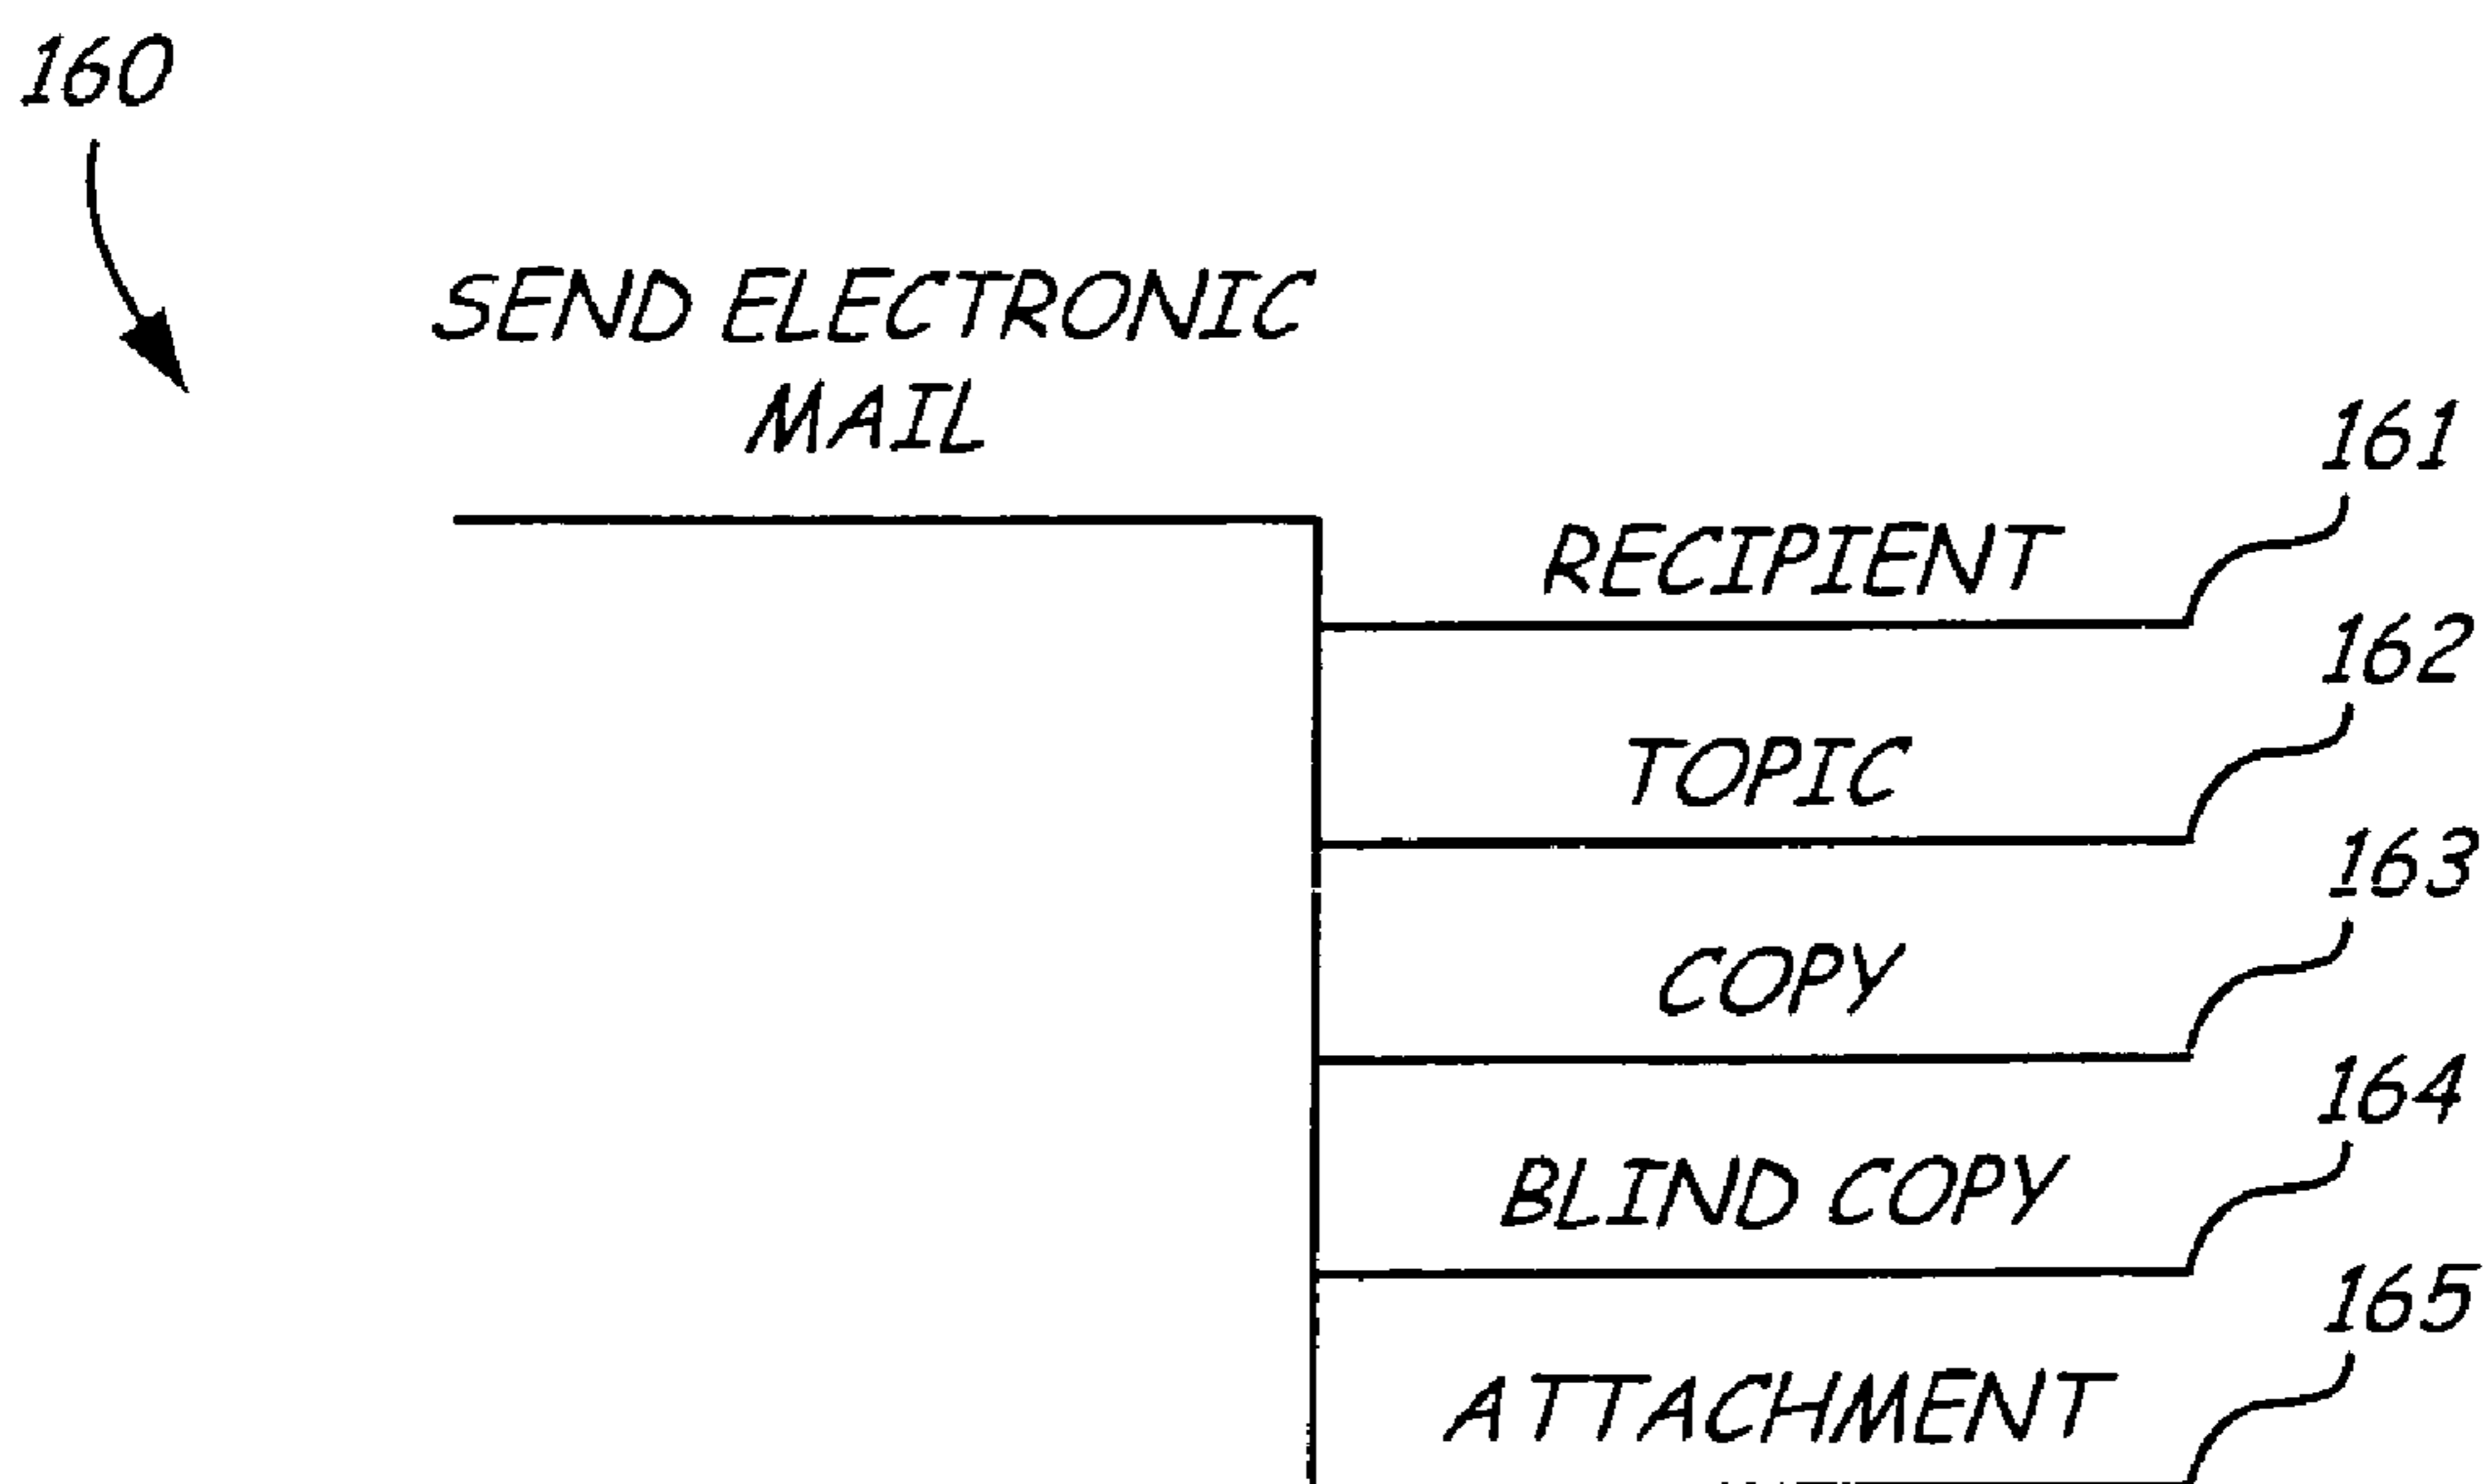 160
SEND ELECTRONIC
MAIL
161
RECIPIENT
162
TOPIC
163
COPY
164
BLIND COPY
165
ATTACHMENT